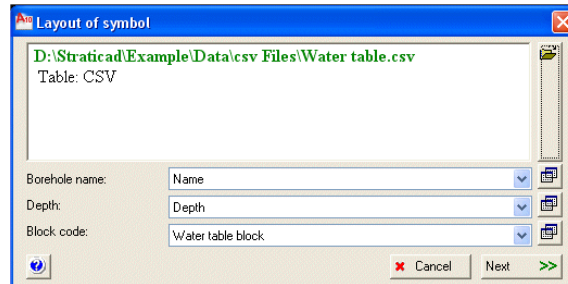 Layout of symbol
D:\Straticad\Example\Data\csv Files\Water table.csv
Table: CSV
Borehole name: Name
Depth: Depth
Block code: Water table block
Cancel Next >>